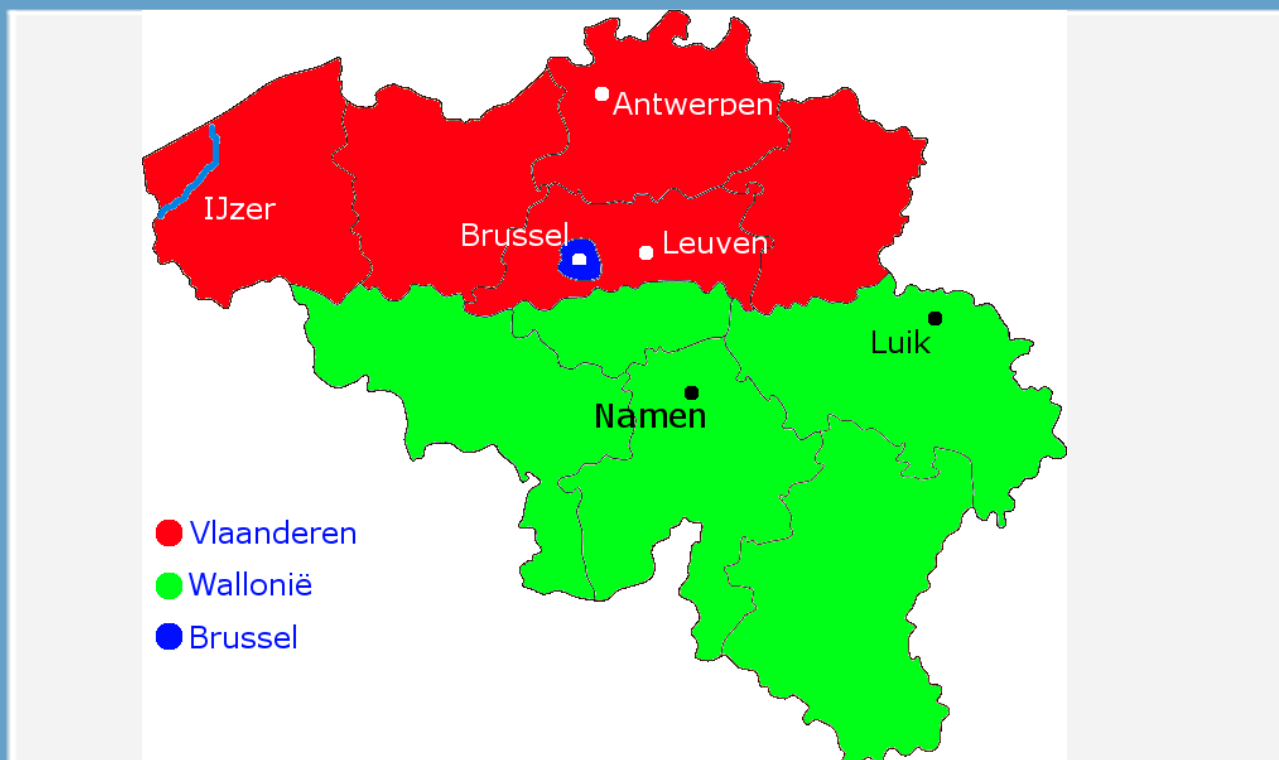 Antwerpen
IJzer
Brussel
Leuven
Luik
Namen
Vlaanderen
Wallonië
Brussel